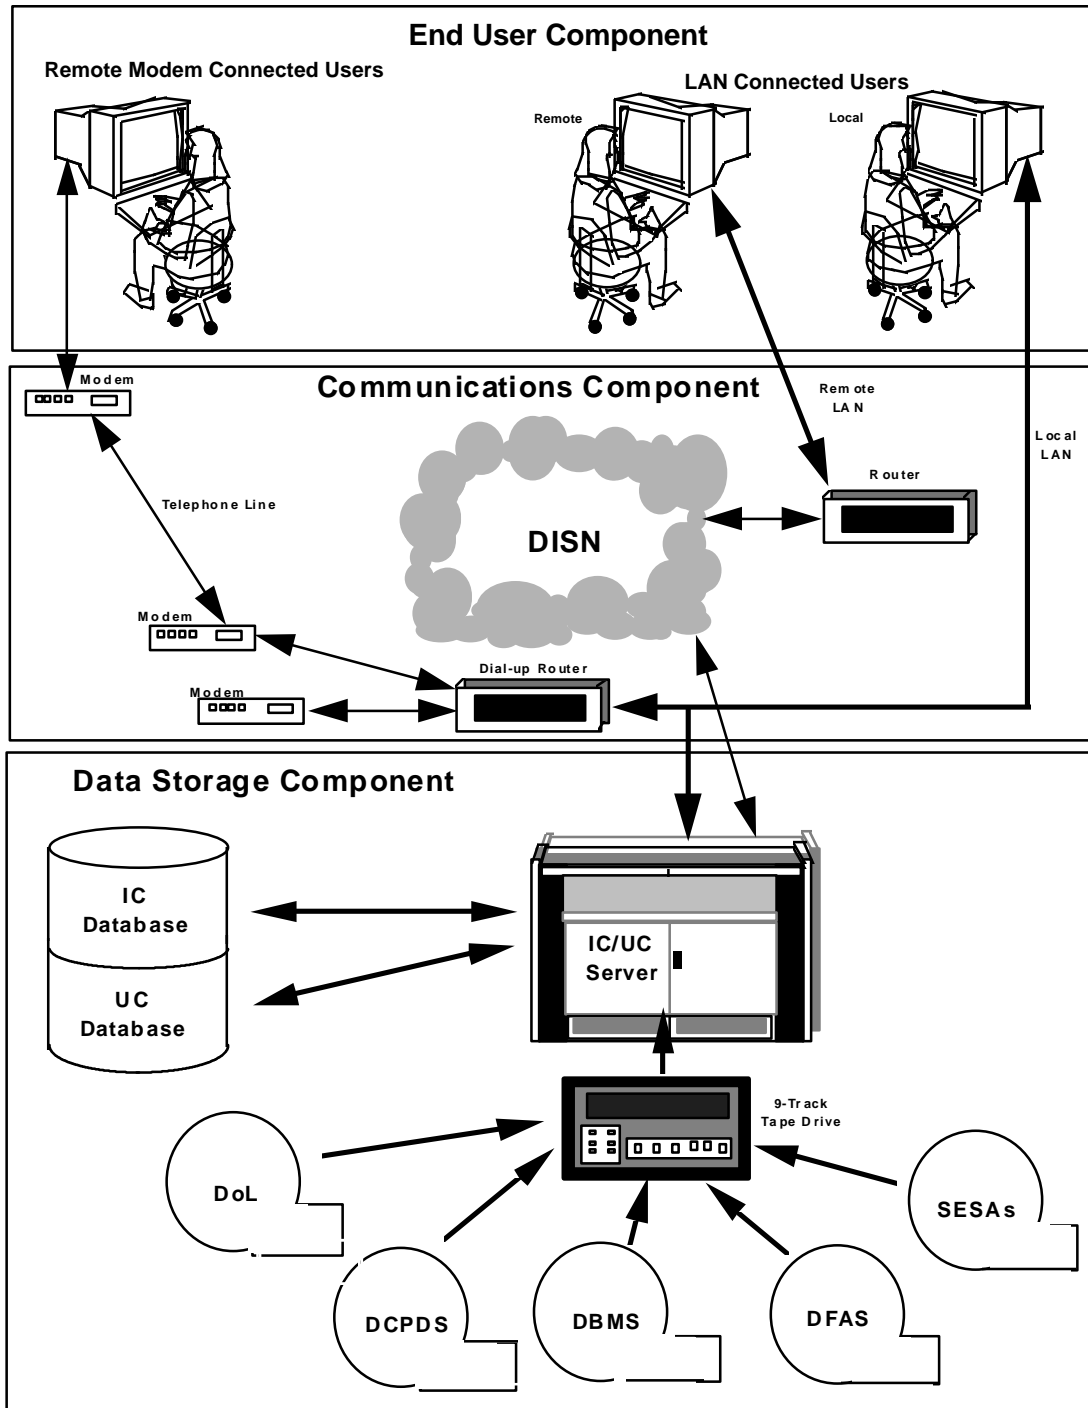 End User Component
Remote Modem Connected Users
LAN Connected Users
Remote
Local
Modem
Communications Component
Remote
LAN
Local
LAN
Router
Telephone Line
DISN
Modem
Dial-up Router
Modem
Data Storage Component
IC
Database
UC
Database
IC/UC
Server
9-Track
Tape Drive
DoL
SESAs
DCPDS
DBMS
DFAS